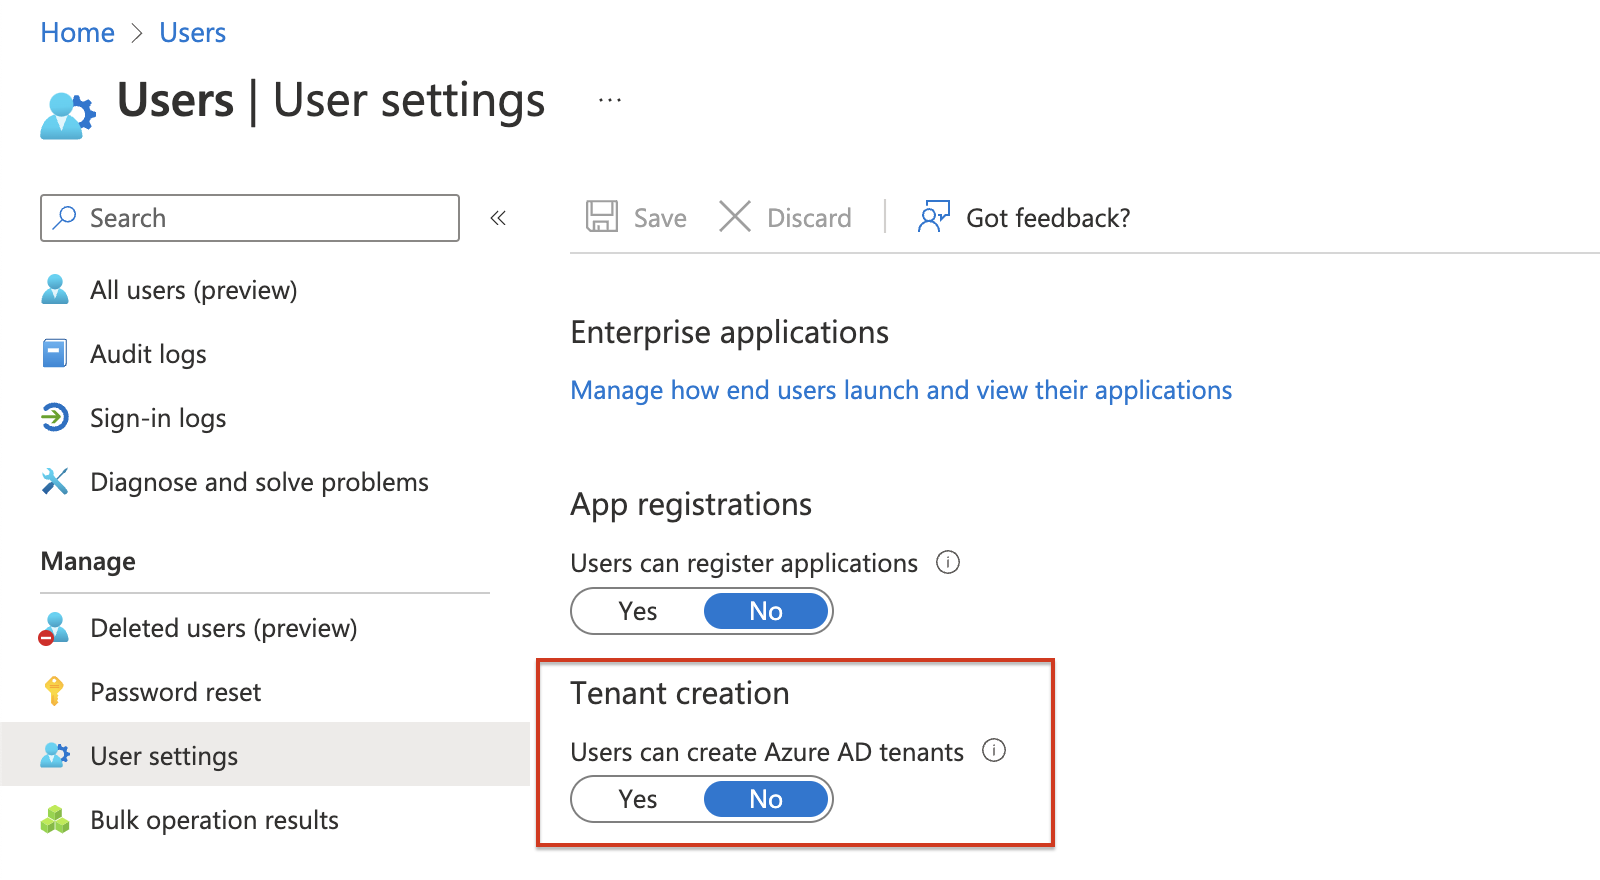 Home > Users
Users | User settings ...
Search «
All users (preview)
Audit logs
Sign-in logs
Diagnose and solve problems
Manage
Deleted users (preview)
Password reset
User settings
Bulk operation results
Save Discard Got feedback?
Enterprise applications
Manage how end users launch and view their applications
App registrations
Users can register applications
Yes No
Tenant creation
Users can create Azure AD tenants
Yes No